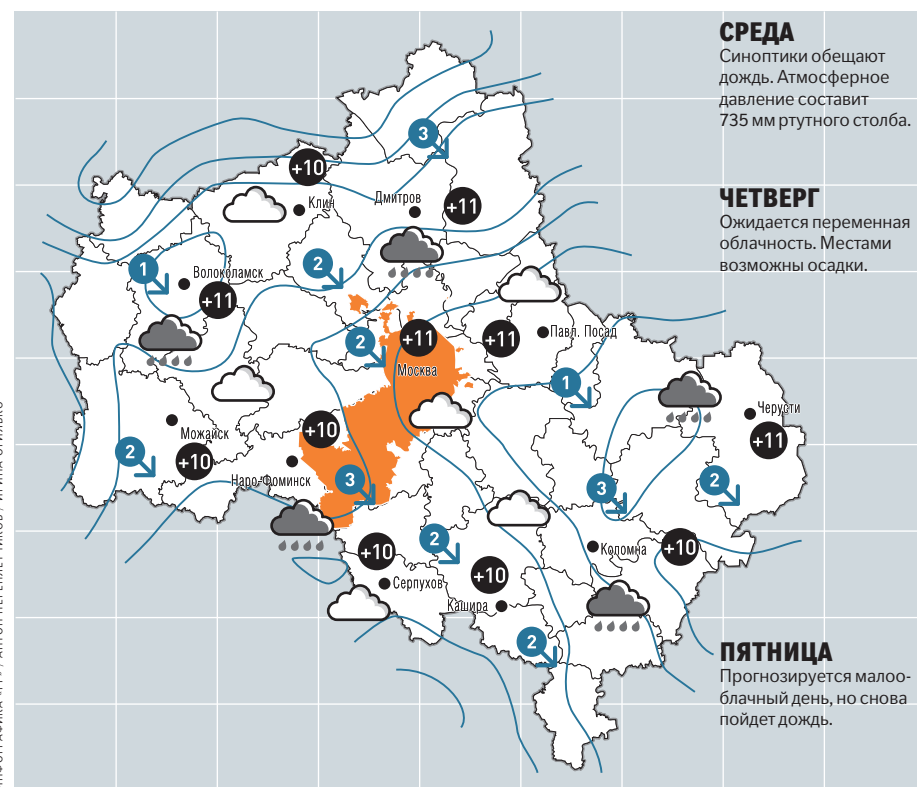 СРЕДА
Синоптики обещают
дождь. Атмосферное
давление составит
735 мм ртутного столба.
ЧЕТВЕРГ
Ожидается переменная
облачность. Местами
возможны осадки.
ПЯТНИЦА
Прогнозируется малоо-
блачный день, но снова
пойдет дождь.
3
+10
Клин
Дмитров
+11
1
Волоколамск
+11
2
+11
Павл. Посад
2
+11
Москва
1
Черусти
+11
Можайск
2
+10
+10
Наро-Фоминск
3
3
2
+10
Серпухов
2
+10
Кашира
Коломна
+10
2